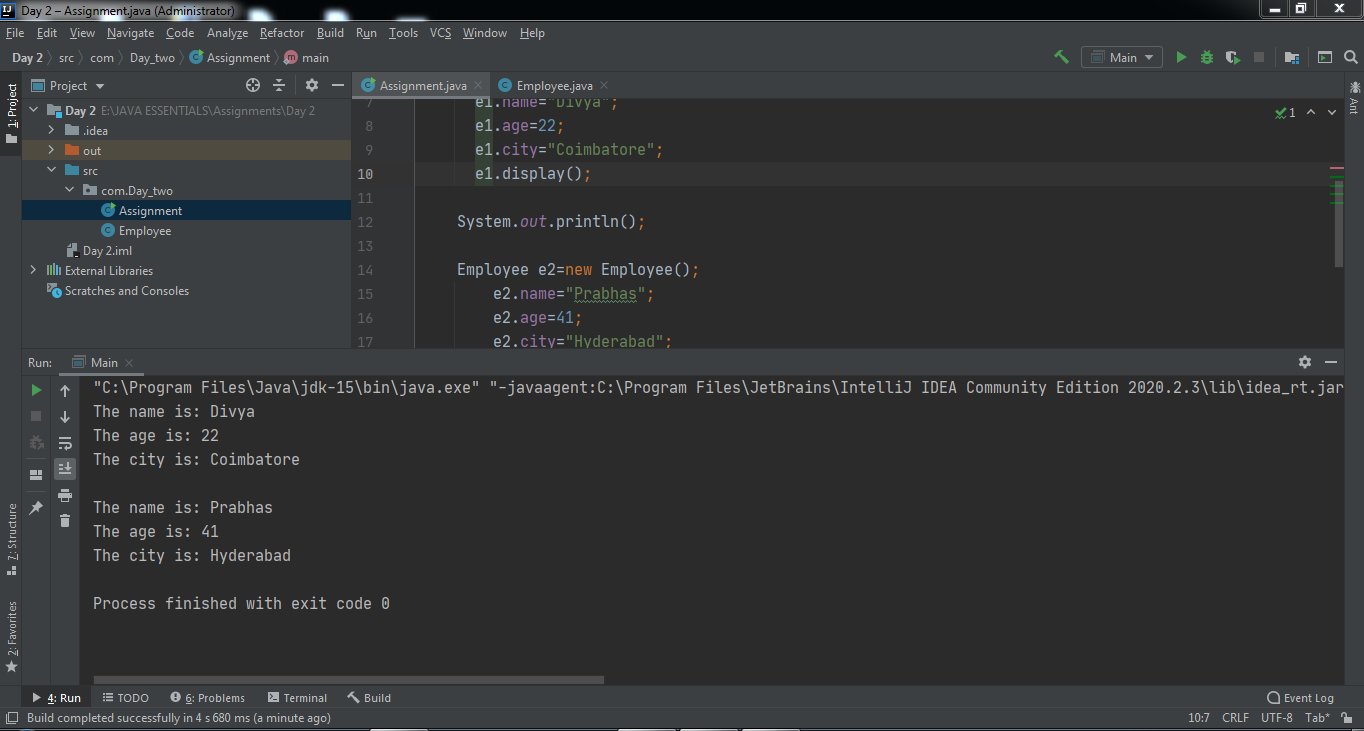 Day 2 – Assignment.java (Administrator)
File Edit View Navigate Code Analyze Refactor Build Run Tools VCS Window Help
Day 2 src com Day_two Assignment main
Main
Project
Assignment.java Employee.java
1: Project
Ant
Day 2 E:\JAVA ESSENTIALS\Assignments\Day 2
.idea
out
src
com.Day_two
Assignment
Employee
Day 2.iml
External Libraries
Scratches and Consoles
1
7 e1.name="Divya";
8 e1.age=22;
9 e1.city="Coimbatore";
10 e1.display();
11
12 System.out.println();
13
14 Employee e2=new Employee();
15 e2.name="Prabhas";
16 e2.age=41;
17 e2.city="Hyderabad";
Run: Main
"C:\Program Files\Java\jdk-15\bin\java.exe" "-javaagent:C:\Program Files\JetBrains\IntelliJ IDEA Community Edition 2020.2.3\lib\idea_rt.jar
The name is: Divya
The age is: 22
The city is: Coimbatore
The name is: Prabhas
The age is: 41
The city is: Hyderabad
Process finished with exit code 0
7: Structure
2: Favorites
4: Run TODO 6: Problems Terminal Build Event Log
Build completed successfully in 4 s 680 ms (a minute ago) 10:7 CRLF UTF-8 Tab*